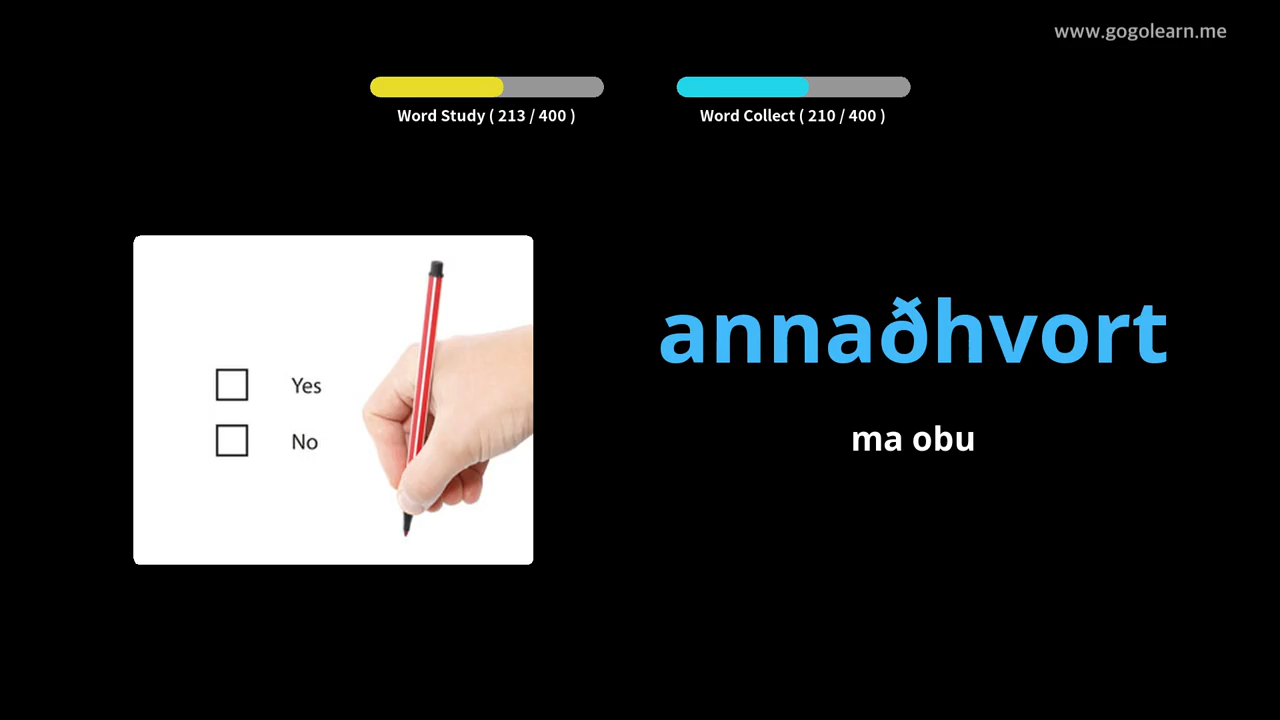 www.gogolearn.me
Word Study ( 213 / 400 )
Word Collect ( 210 / 400 )
Yes
No
annaðhvort
ma obu